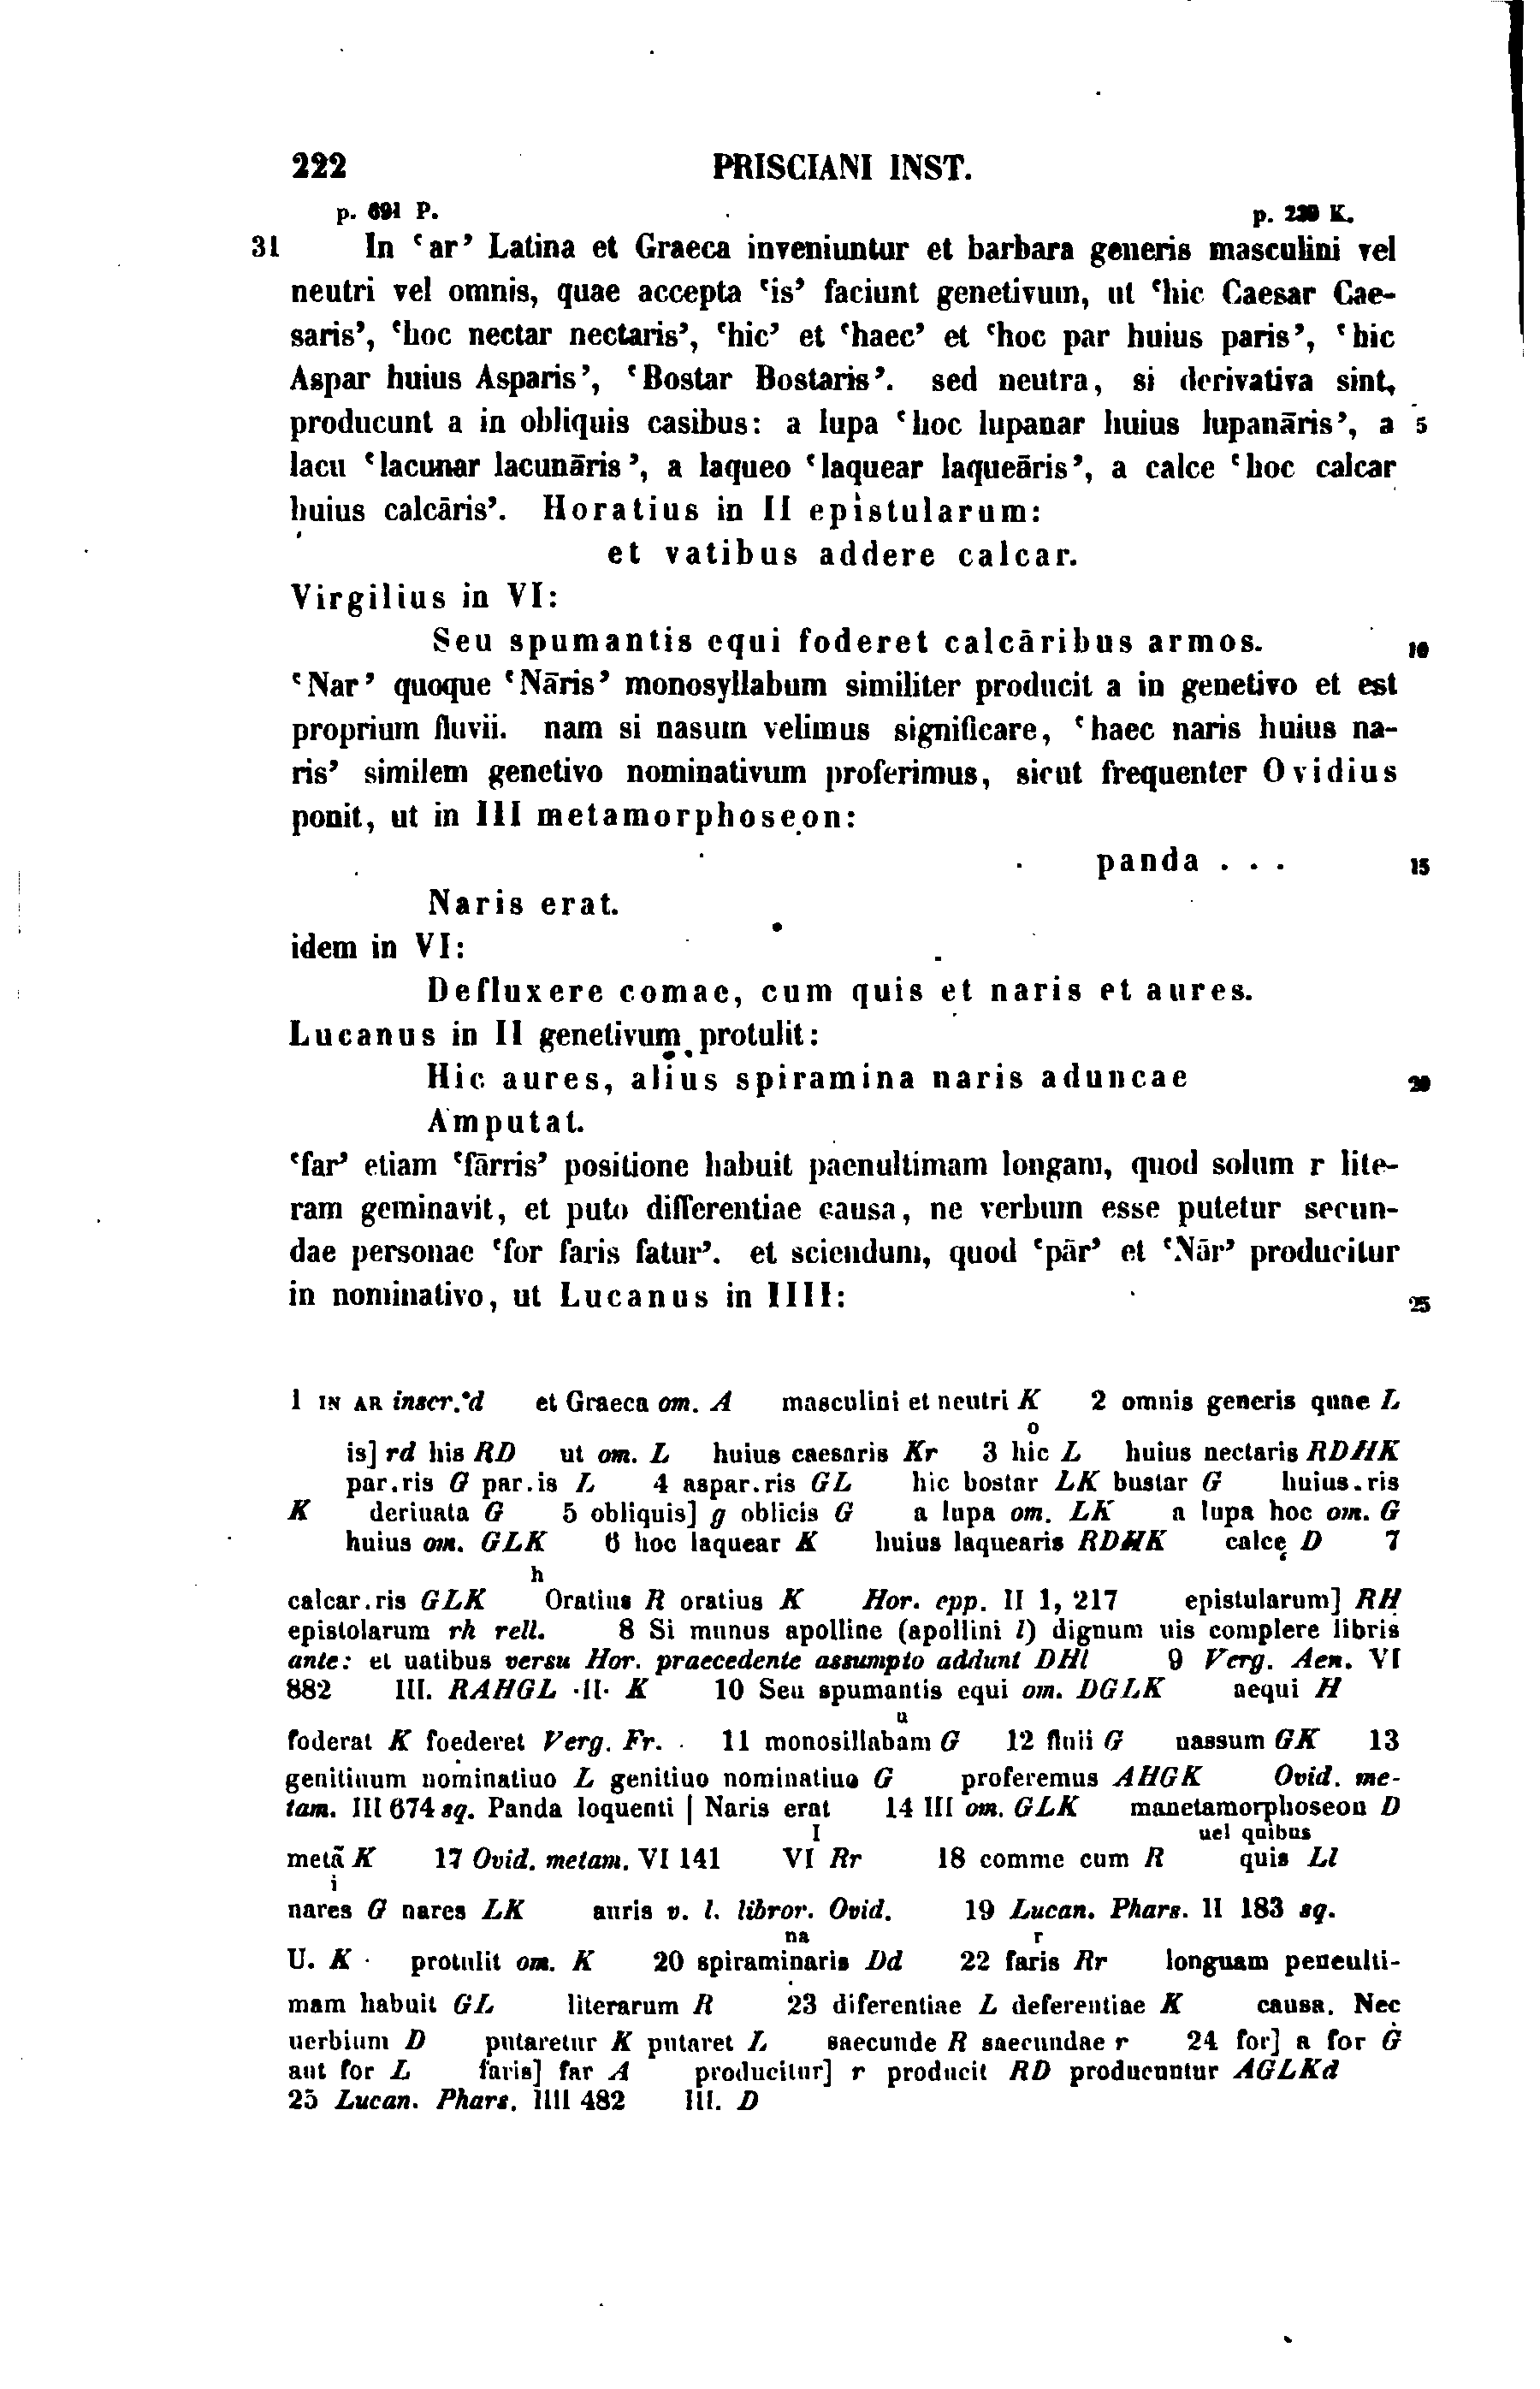 222 PRISCIANI INST.
p. 691 P. p. 230 K.
31 In ‘ar’ Latina et Graeca inveniuntur et barbara generis masculini vel
neutri vel omnis, quae accepta ‘is’ faciunt genetivum, ut ‘hic Caesar Cae-
saris’, ‘hoc nectar nectaris’, ‘hic’ et ‘haec’ et ‘hoc par huius paris’, ‘hic
Aspar huius Asparis’, ‘Bostar Bostaris’. sed neutra, si derivativa sint,
producunt a in obliquis casibus: a lupa ‘hoc lupanar huius lupanāris’, a 5
lacu ‘lacunar lacunāris’, a laqueo ‘laquear laqueāris’, a calce ‘hoc calcar
huius calcāris’. Horatius in II epistularum:
et vatibus addere calcar.
Virgilius in VI:
Seu spumantis equi foderet calcāribus armos. 10
‘Nar’ quoque ‘Nāris’ monosyllabum similiter producit a in genetivo et est
proprium fluvii. nam si nasum velimus significare, ‘haec naris huius na-
ris’ similem genetivo nominativum proferimus, sicut frequenter Ovidius
ponit, ut in III metamorphoseon:
panda . . . 15
Naris erat.
idem in VI:
Defluxere comae, cum quis et naris et aures.
Lucanus in II genetivum protulit:
Hic aures, alius spiramina naris aduncae 20
Amputat.
‘far’ etiam ‘fārris’ positione habuit paenultimam longam, quod solum r lite-
ram geminavit, et puto differentiae causa, ne verbum esse putetur secun-
dae personae ‘for faris fatur’. et sciendum, quod ‘pār’ et ‘Nār’ producitur
in nominativo, ut Lucanus in IIII: 25
1 IN AR inscr. d et Graeca om. A masculini et neutri K 2 omnis generis quae L
o
is] rd his RD ut om. L huius caesaris Kr 3 hic L huius nectaris RDHK
par.ris G par.is L 4 aspar.ris GL hic bostar LK bustar G huius.ris
K deriuata G 5 obliquis] g oblicis G a lupa om. LK a lupa hoc om. G
huius om. GLK 6 hoc laquear K huius laquearis RDHK calcę D 7
h
calcar.ris GLK Oratius R oratius K Hor. epp. II 1, 217 epistularum] RH
epistolarum rh rell. 8 Si munus apolline (apollini l) dignum uis complere libris
ante: et uatibus versu Hor. praecedente assumpto addunt DHl 9 Verg. Aen. VI
882 III. RAHGL ·II· K 10 Seu spumantis equi om. DGLK aequi H
u
foderat K foederet Verg. Fr. 11 monosillabam G 12 fluii G nassum GK 13
genitiuum nominatiuo L genitiuo nominatiuo G proferemus AHGK Ovid. me-
tam. III 674 sq. Panda loquenti | Naris erat 14 III om. GLK manetamorphoseon D
I uel quibus
metā K 17 Ovid. metam. VI 141 VI Rr 18 comme cum R quis Ll
i
nares G nares LK auris v. l. libror. Ovid. 19 Lucan. Phars. II 183 sq.
na r
U. K protulit om. K 20 spiraminaris Dd 22 faris Rr longuam peneulti-
mam habuit GL literarum R 23 diferentiae L deferentiae K causa. Nec
uerbium D putaretur K putaret L saecunde R saecundae r 24 for] a for G
aut for L faris] far A producitur] r producit RD producuntur AGLKd
25 Lucan. Phars. IIII 482 III. D